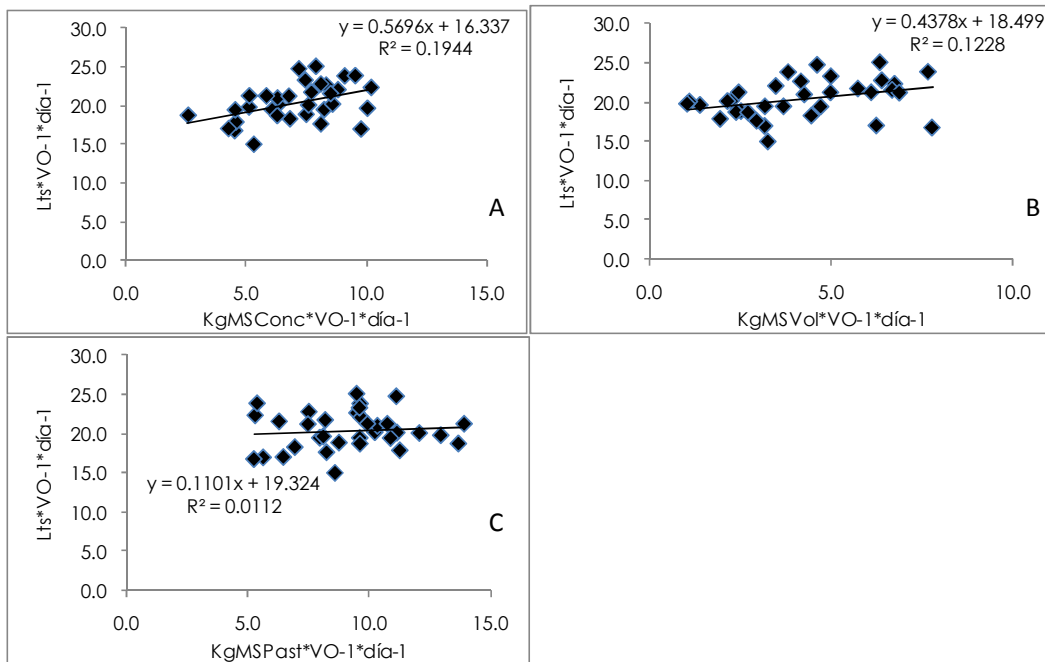 y = 0.5696x + 16.337
R² = 0.1944
30.0
25.0
20.0
15.0
10.0
5.0
0.0
Lts*VO-1*día-1
A
0.0 5.0 10.0 15.0
KgMSConc*VO-1*día-1
y = 0.4378x + 18.499
R² = 0.1228
30.0
25.0
20.0
15.0
10.0
5.0
0.0
Lts*VO-1*día-1
B
0.0 5.0 10.0
KgMSVol*VO-1*día-1
30.0
25.0
20.0
15.0
10.0
5.0
0.0
Lts*VO-1*día-1
y = 0.1101x + 19.324
R² = 0.0112
C
0.0 5.0 10.0 15.0
KgMSPast*VO-1*día-1